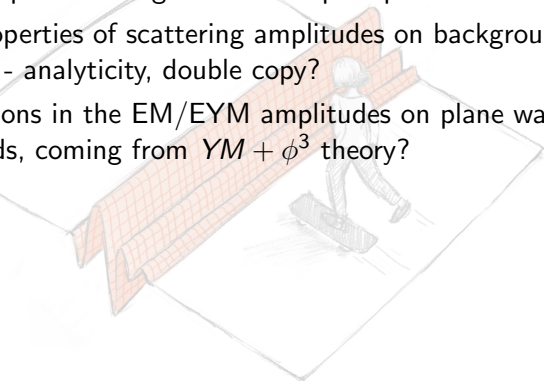 operties of scattering amplitudes on backgrou
- analyticity, double copy?
ons in the EM/EYM amplitudes on plane wa
ds, coming from YM + ϕ³ theory?